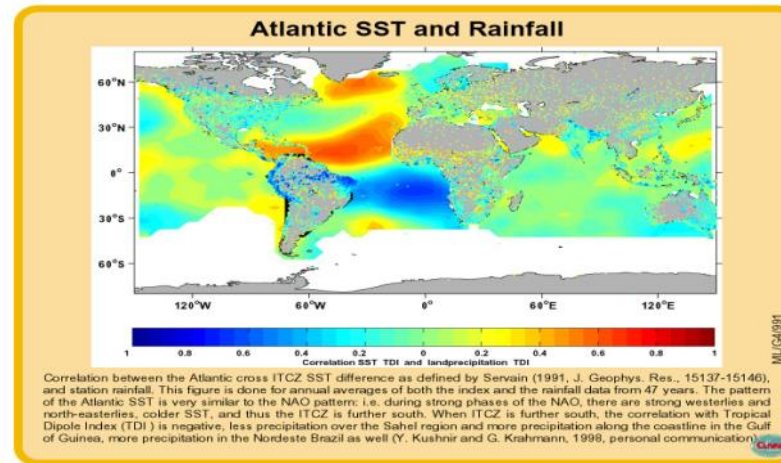 Atlantic SST and Rainfall
60°N
30°N
0°
30°S
60°S
120°W
60°W
0°
60°E
120°E
1 0.8 0.6 0.4 0.2 0 0.2 0.4 0.6 0.8 1
Correlation SST TDI and landprecipitation TDI
ML/G4/991
Correlation between the Atlantic cross ITCZ SST difference as defined by Servain (1991, J. Geophys. Res., 15137-15146),
and station rainfall. This figure is done for annual averages of both the index and the rainfall data from 47 years. The pattern
of the Atlantic SST is very similar to the NAO pattern: i.e. during strong phases of the NAO, there are strong westerlies and
north-easterlies, colder SST, and thus the ITCZ is further south. When ITCZ is further south, the correlation with Tropical
Dipole Index (TDI ) is negative, less precipitation over the Sahel region and more precipitation along the coastline in the Gulf
of Guinea, more precipitation in the Nordeste Brazil as well (Y. Kushnir and G. Krahmann, 1998, personal communication)
CLIVAR